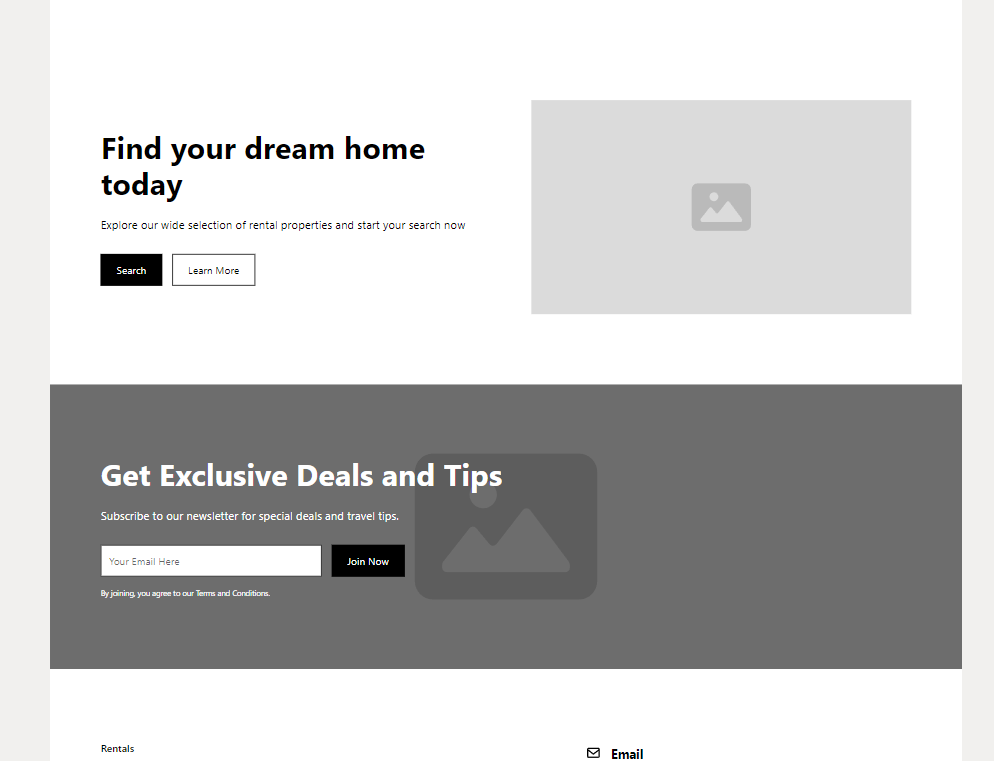 Find your dream home
today
Explore our wide selection of rental properties and start your search now
Search
Learn More
Get Exclusive Deals and Tips
Subscribe to our newsletter for special deals and travel tips.
Your Email Here
Join Now
By joining, you agree to our Terms and Conditions.
Rentals
Email